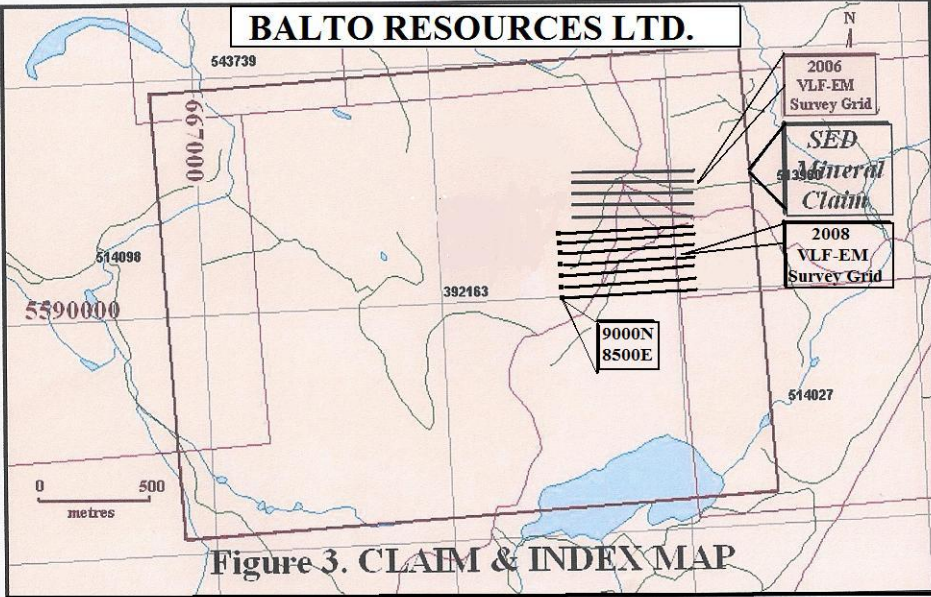 BALTO RESOURCES LTD.
N
543739
2006
VLF-EM
Survey Grid
667000
SED
Mineral
Claim
514098
2008
VLF-EM
Survey Grid
392163
5590000
9000N
8500E
514027
0 500
metres
Figure 3. CLAIM & INDEX MAP